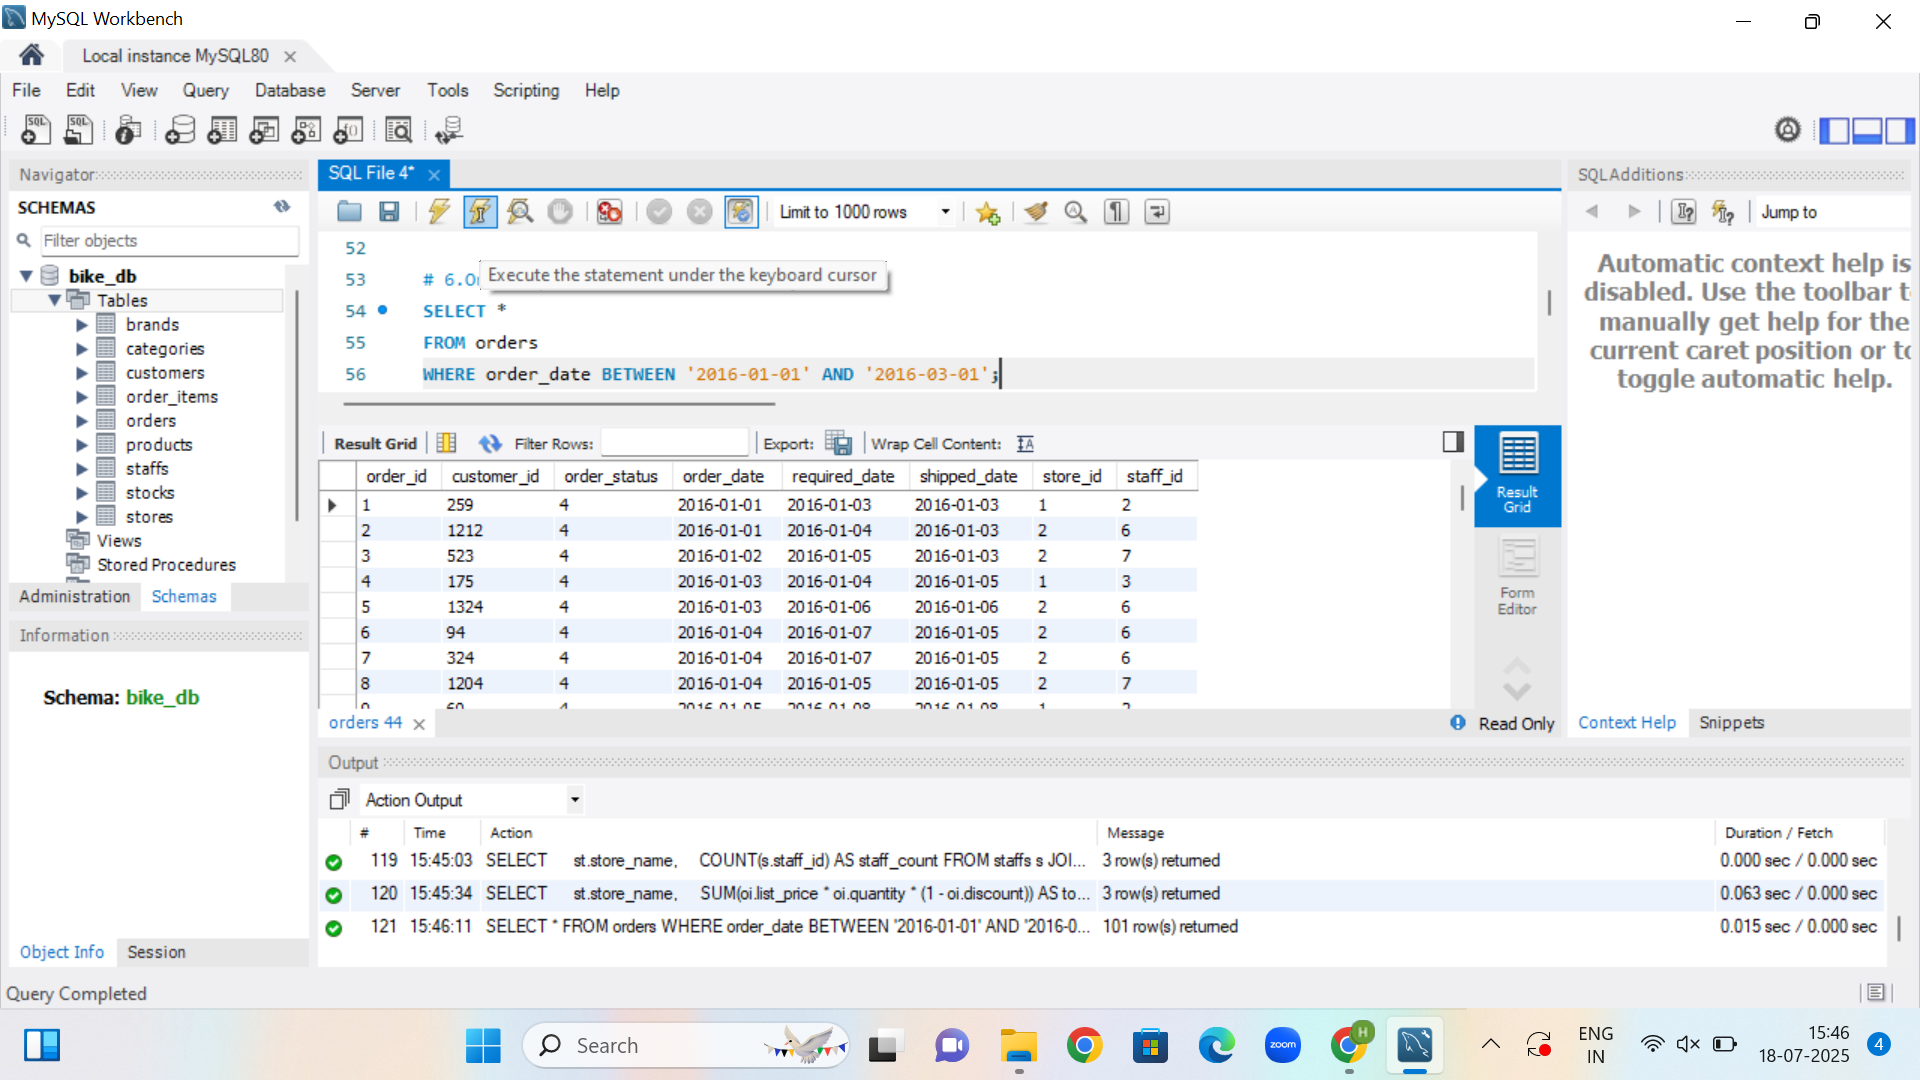 MySQL Workbench
Local instance MySQL80
File Edit View Query Database Server Tools Scripting Help
Navigator
SCHEMAS
Filter objects
bike_db
Tables
brands
categories
customers
order_items
orders
products
staffs
stocks
stores
Views
Stored Procedures
Administration Schemas
Information
Schema: bike_db
Object Info Session
Query Completed
SQL File 4*
Limit to 1000 rows
52
53 # 6.
Execute the statement under the keyboard cursor
54 SELECT *
55 FROM orders
56 WHERE order_date BETWEEN '2016-01-01' AND '2016-03-01';
Result Grid Filter Rows: Export: Wrap Cell Content:
order_id customer_id order_status order_date required_date shipped_date store_id staff_id
1 259 4 2016-01-01 2016-01-03 2016-01-03 1 2
2 1212 4 2016-01-01 2016-01-04 2016-01-03 2 6
3 523 4 2016-01-02 2016-01-05 2016-01-03 2 7
4 175 4 2016-01-03 2016-01-04 2016-01-05 1 3
5 1324 4 2016-01-03 2016-01-06 2016-01-06 2 6
6 94 4 2016-01-04 2016-01-07 2016-01-05 2 6
7 324 4 2016-01-04 2016-01-07 2016-01-05 2 6
8 1204 4 2016-01-04 2016-01-05 2016-01-05 2 7
Result Grid
Form Editor
orders 44
Read Only
SQLAdditions
Jump to
Automatic context help is
disabled. Use the toolbar
manually get help for the
current caret position or
toggle automatic help.
Context Help Snippets
Output
Action Output
# Time Action Message Duration / Fetch
119 15:45:03 SELECT st.store_name, COUNT(s.staff_id) AS staff_count FROM staffs s JOI... 3 row(s) returned 0.000 sec / 0.000 sec
120 15:45:34 SELECT st.store_name, SUM(oi.list_price * oi.quantity * (1 - oi.discount)) AS to... 3 row(s) returned 0.063 sec / 0.000 sec
121 15:46:11 SELECT * FROM orders WHERE order_date BETWEEN '2016-01-01' AND '2016-0... 101 row(s) returned 0.015 sec / 0.000 sec
Search
zoom
H
ENG
IN
15:46
18-07-2025
4